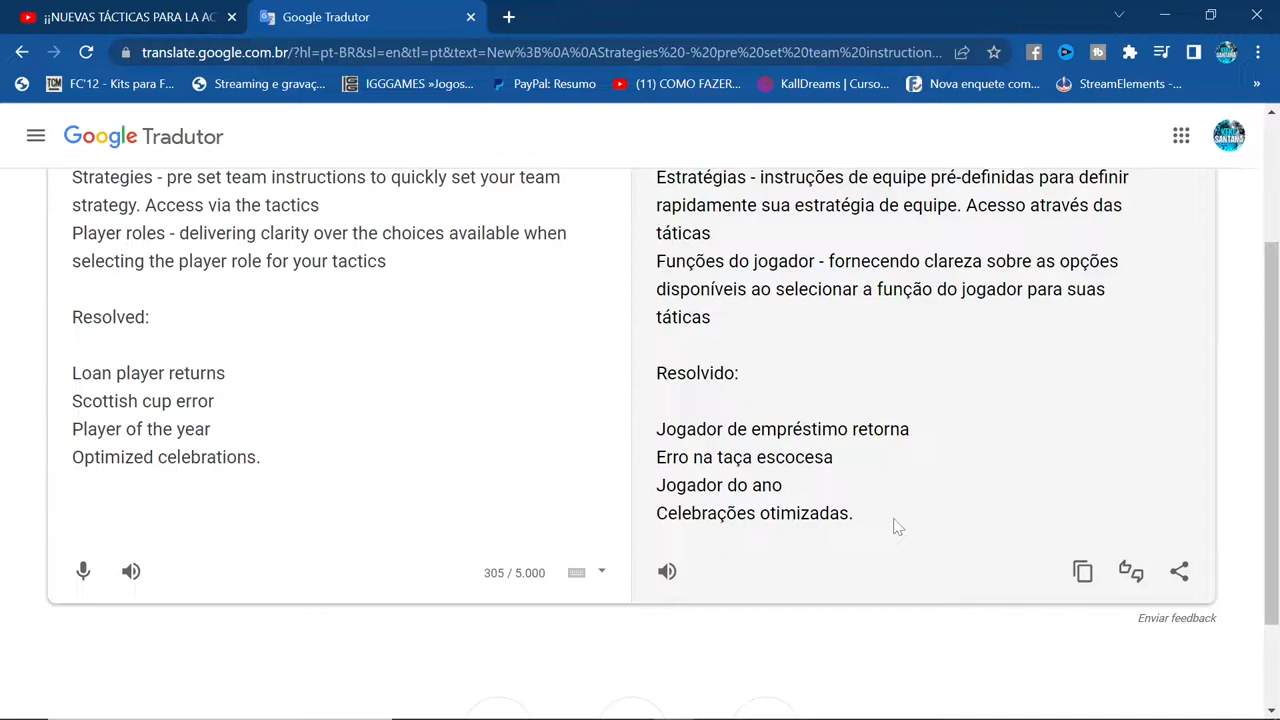 ¡¡NUEVAS TÁCTICAS PARA LA AC
Google Tradutor
translate.google.com.br/?hl=pt-BR&sl=en&tl=pt&text=New%3B%0A%0AStrategies%20-%20pre%20set%20team%20instruction...
FC'12 - Kits para F...
Streaming e gravaç...
IGGGAMES »Jogos...
PayPal: Resumo
(11) COMO FAZER...
KallDreams | Curso...
Nova enquete com...
StreamElements -...
»
Google Tradutor
Strategies - pre set team instructions to quickly set your team
strategy. Access via the tactics
Player roles - delivering clarity over the choices available when
selecting the player role for your tactics
Resolved:
Loan player returns
Scottish cup error
Player of the year
Optimized celebrations.
305 / 5.000
Estratégias - instruções de equipe pré-definidas para definir
rapidamente sua estratégia de equipe. Acesso através das
táticas
Funções do jogador - fornecendo clareza sobre as opções
disponíveis ao selecionar a função do jogador para suas
táticas
Resolvido:
Jogador de empréstimo retorna
Erro na taça escocesa
Jogador do ano
Celebrações otimizadas.
Enviar feedback